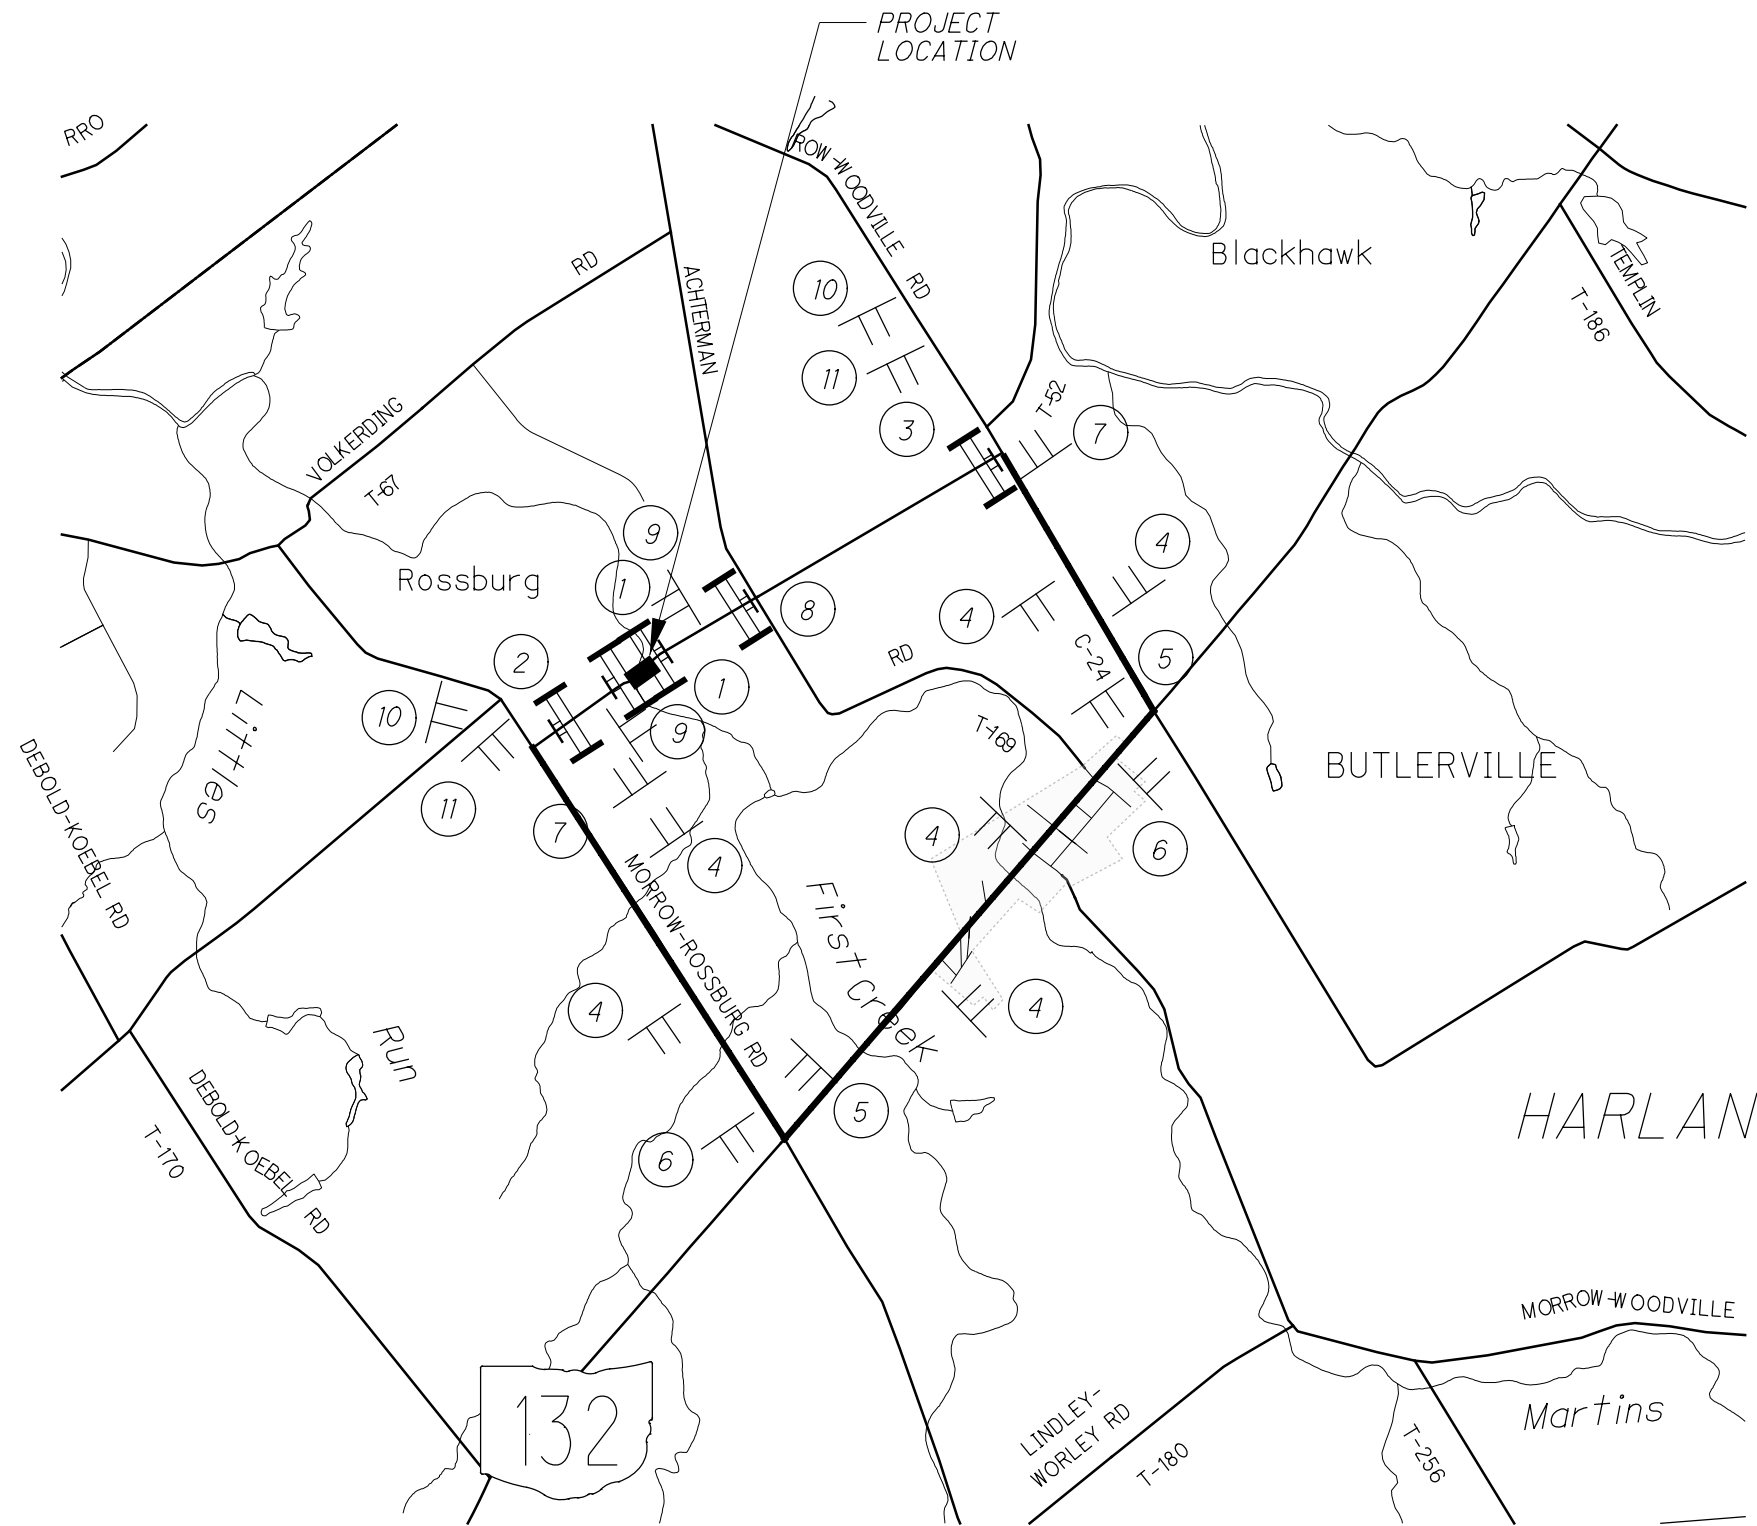 PROJECT
LOCATION
RRO
ROW-WOODVILLE RD
Blackhawk
TEMPLIN
T-186
RD
ACHTERMAN
10
11
3
T-52
7
VOLKERDING
T-67
9
4
Rossburg
1
8
4
2
C-24
5
RD
1
10
9
T-169
Littles
DEBOLD-KOEBEL RD
BUTLERVILLE
11
7
4
4
6
MORROW-ROSSBURG RD
First Creek
4
4
Run
DEBOLD-KOEBEL RD
T-170
5
6
HARLAN
MORROW-WOODVILLE
132
LINDLEY-
WORLEY RD
T-180
Martins
T-256